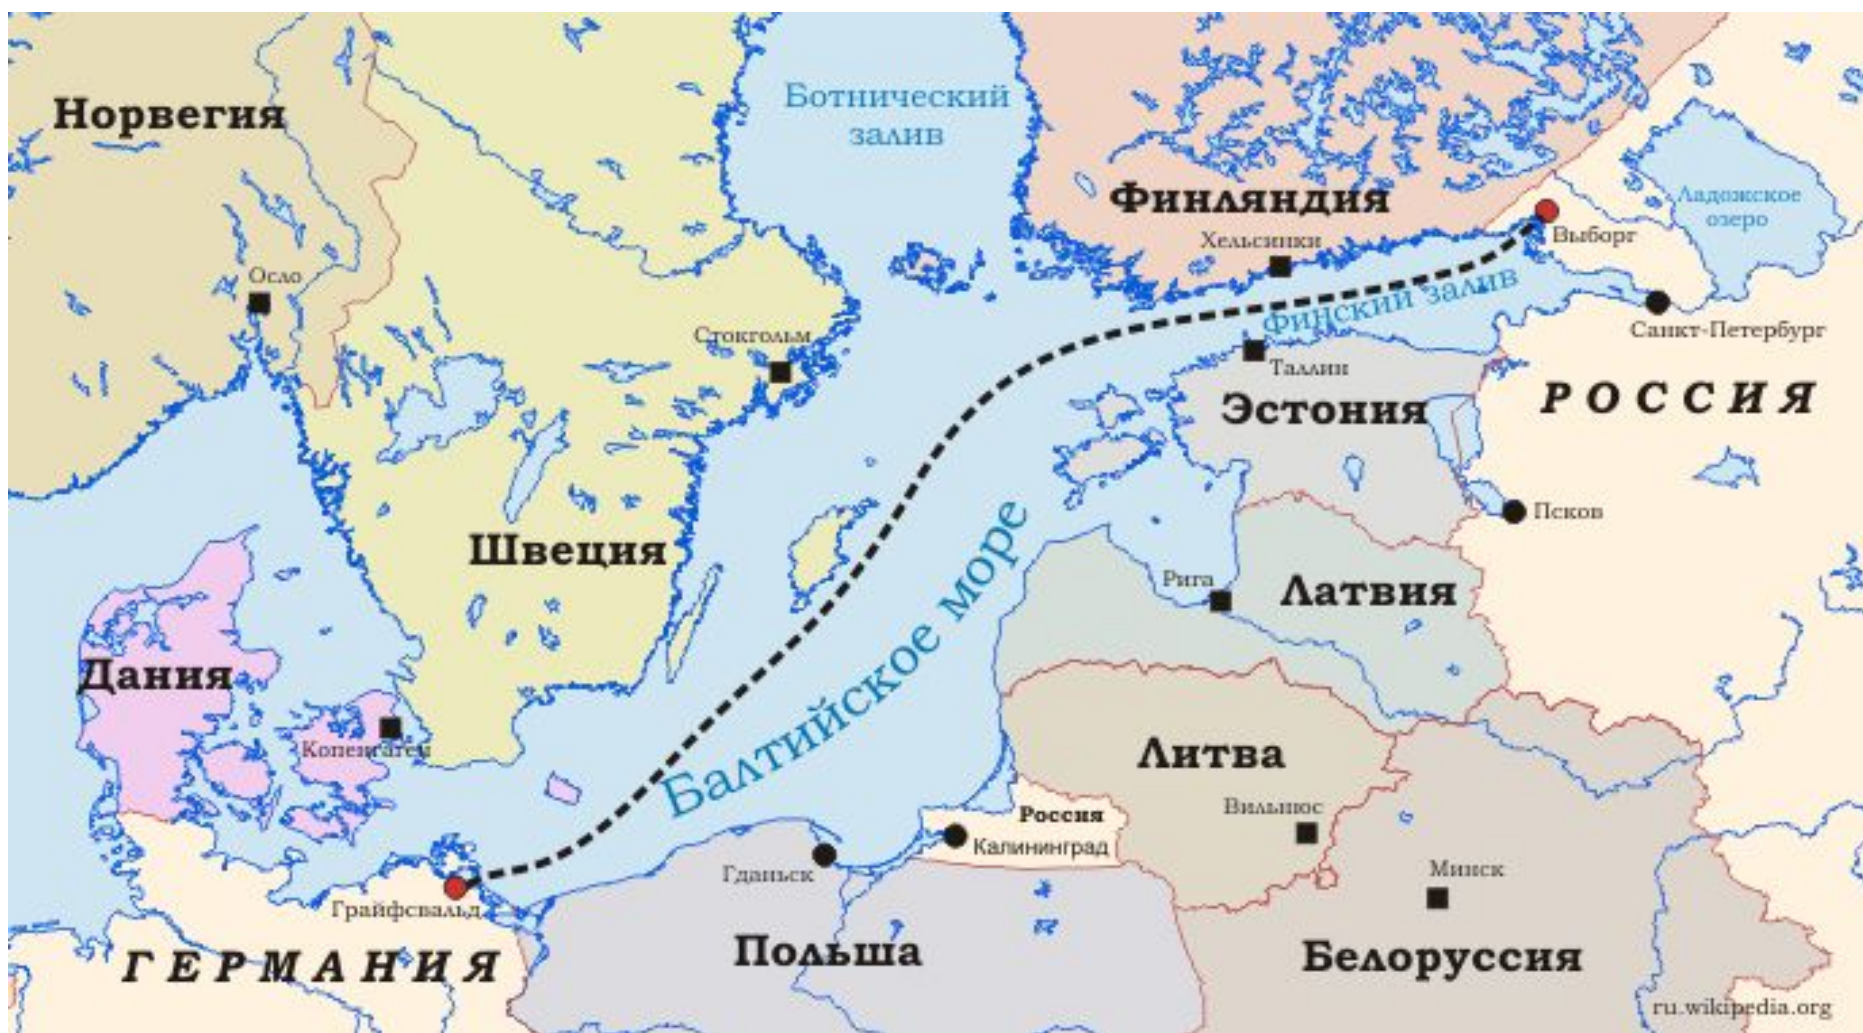 Ботнический
залив
Норвегия
Финляндия
Ладожское
озеро
Хельсинки
Выборг
Осло
Финский залив
Стокгольм
Санкт-Петербург
Таллин
РОССИЯ
Эстония
Псков
Швеция
Балтийское море
Рига
Латвия
Дания
Копенгаген
Литва
Вильнюс
Россия
Калининград
Гданьск
Минск
Грайфсвальд
ГЕРМАНИЯ
Польша
Белоруссия
ru.wikipedia.org